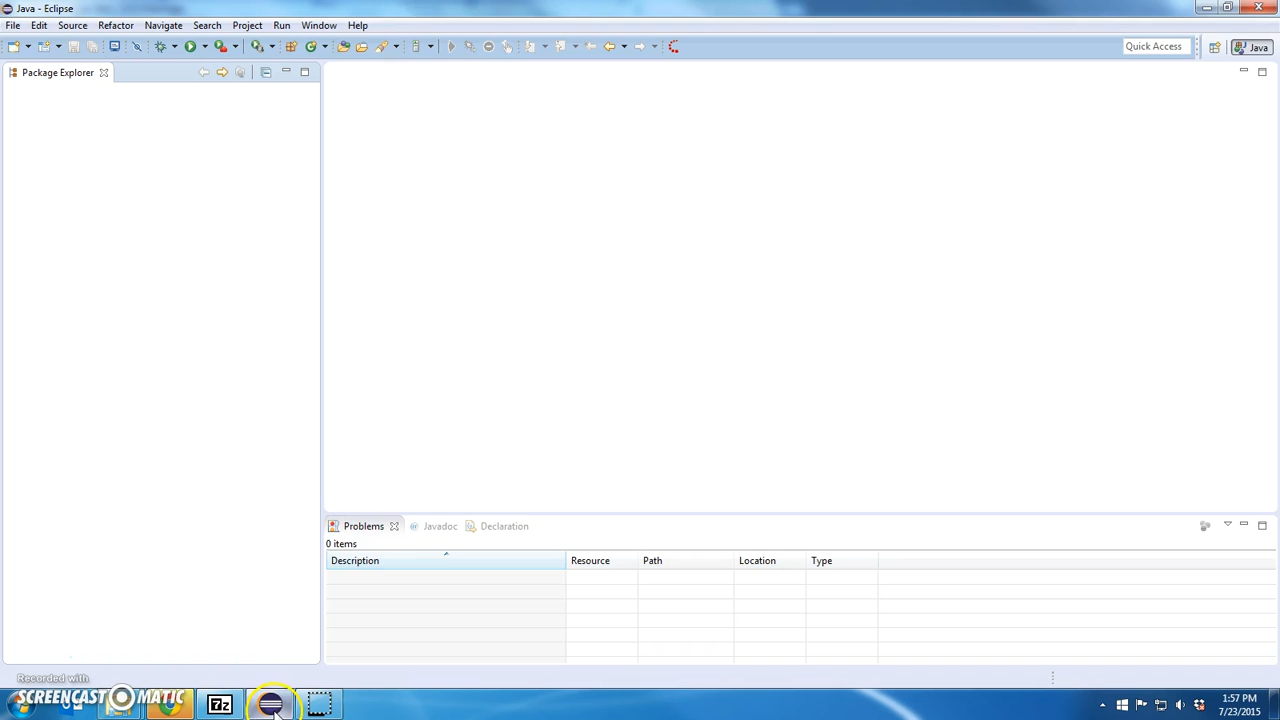 Java - Eclipse
File Edit Source Refactor Navigate Search Project Run Window Help
Quick Access Java
Package Explorer
Problems Javadoc Declaration
0 items
Description Resource Path Location Type
Recorded with
SCREENCAST MATIC
7z
1:57 PM
7/23/2015